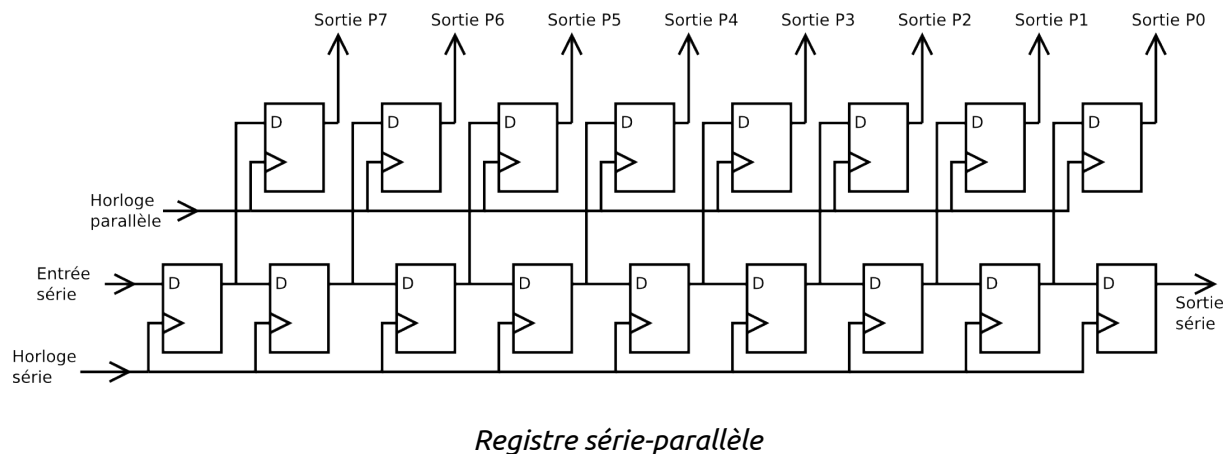 Sortie P7 Sortie P6 Sortie P5 Sortie P4 Sortie P3 Sortie P2 Sortie P1 Sortie P0
D D D D D D D D
Horloge
parallèle
Entrée
série
D D D D D D D D D
Sortie
série
Horloge
série
Registre série-parallèle